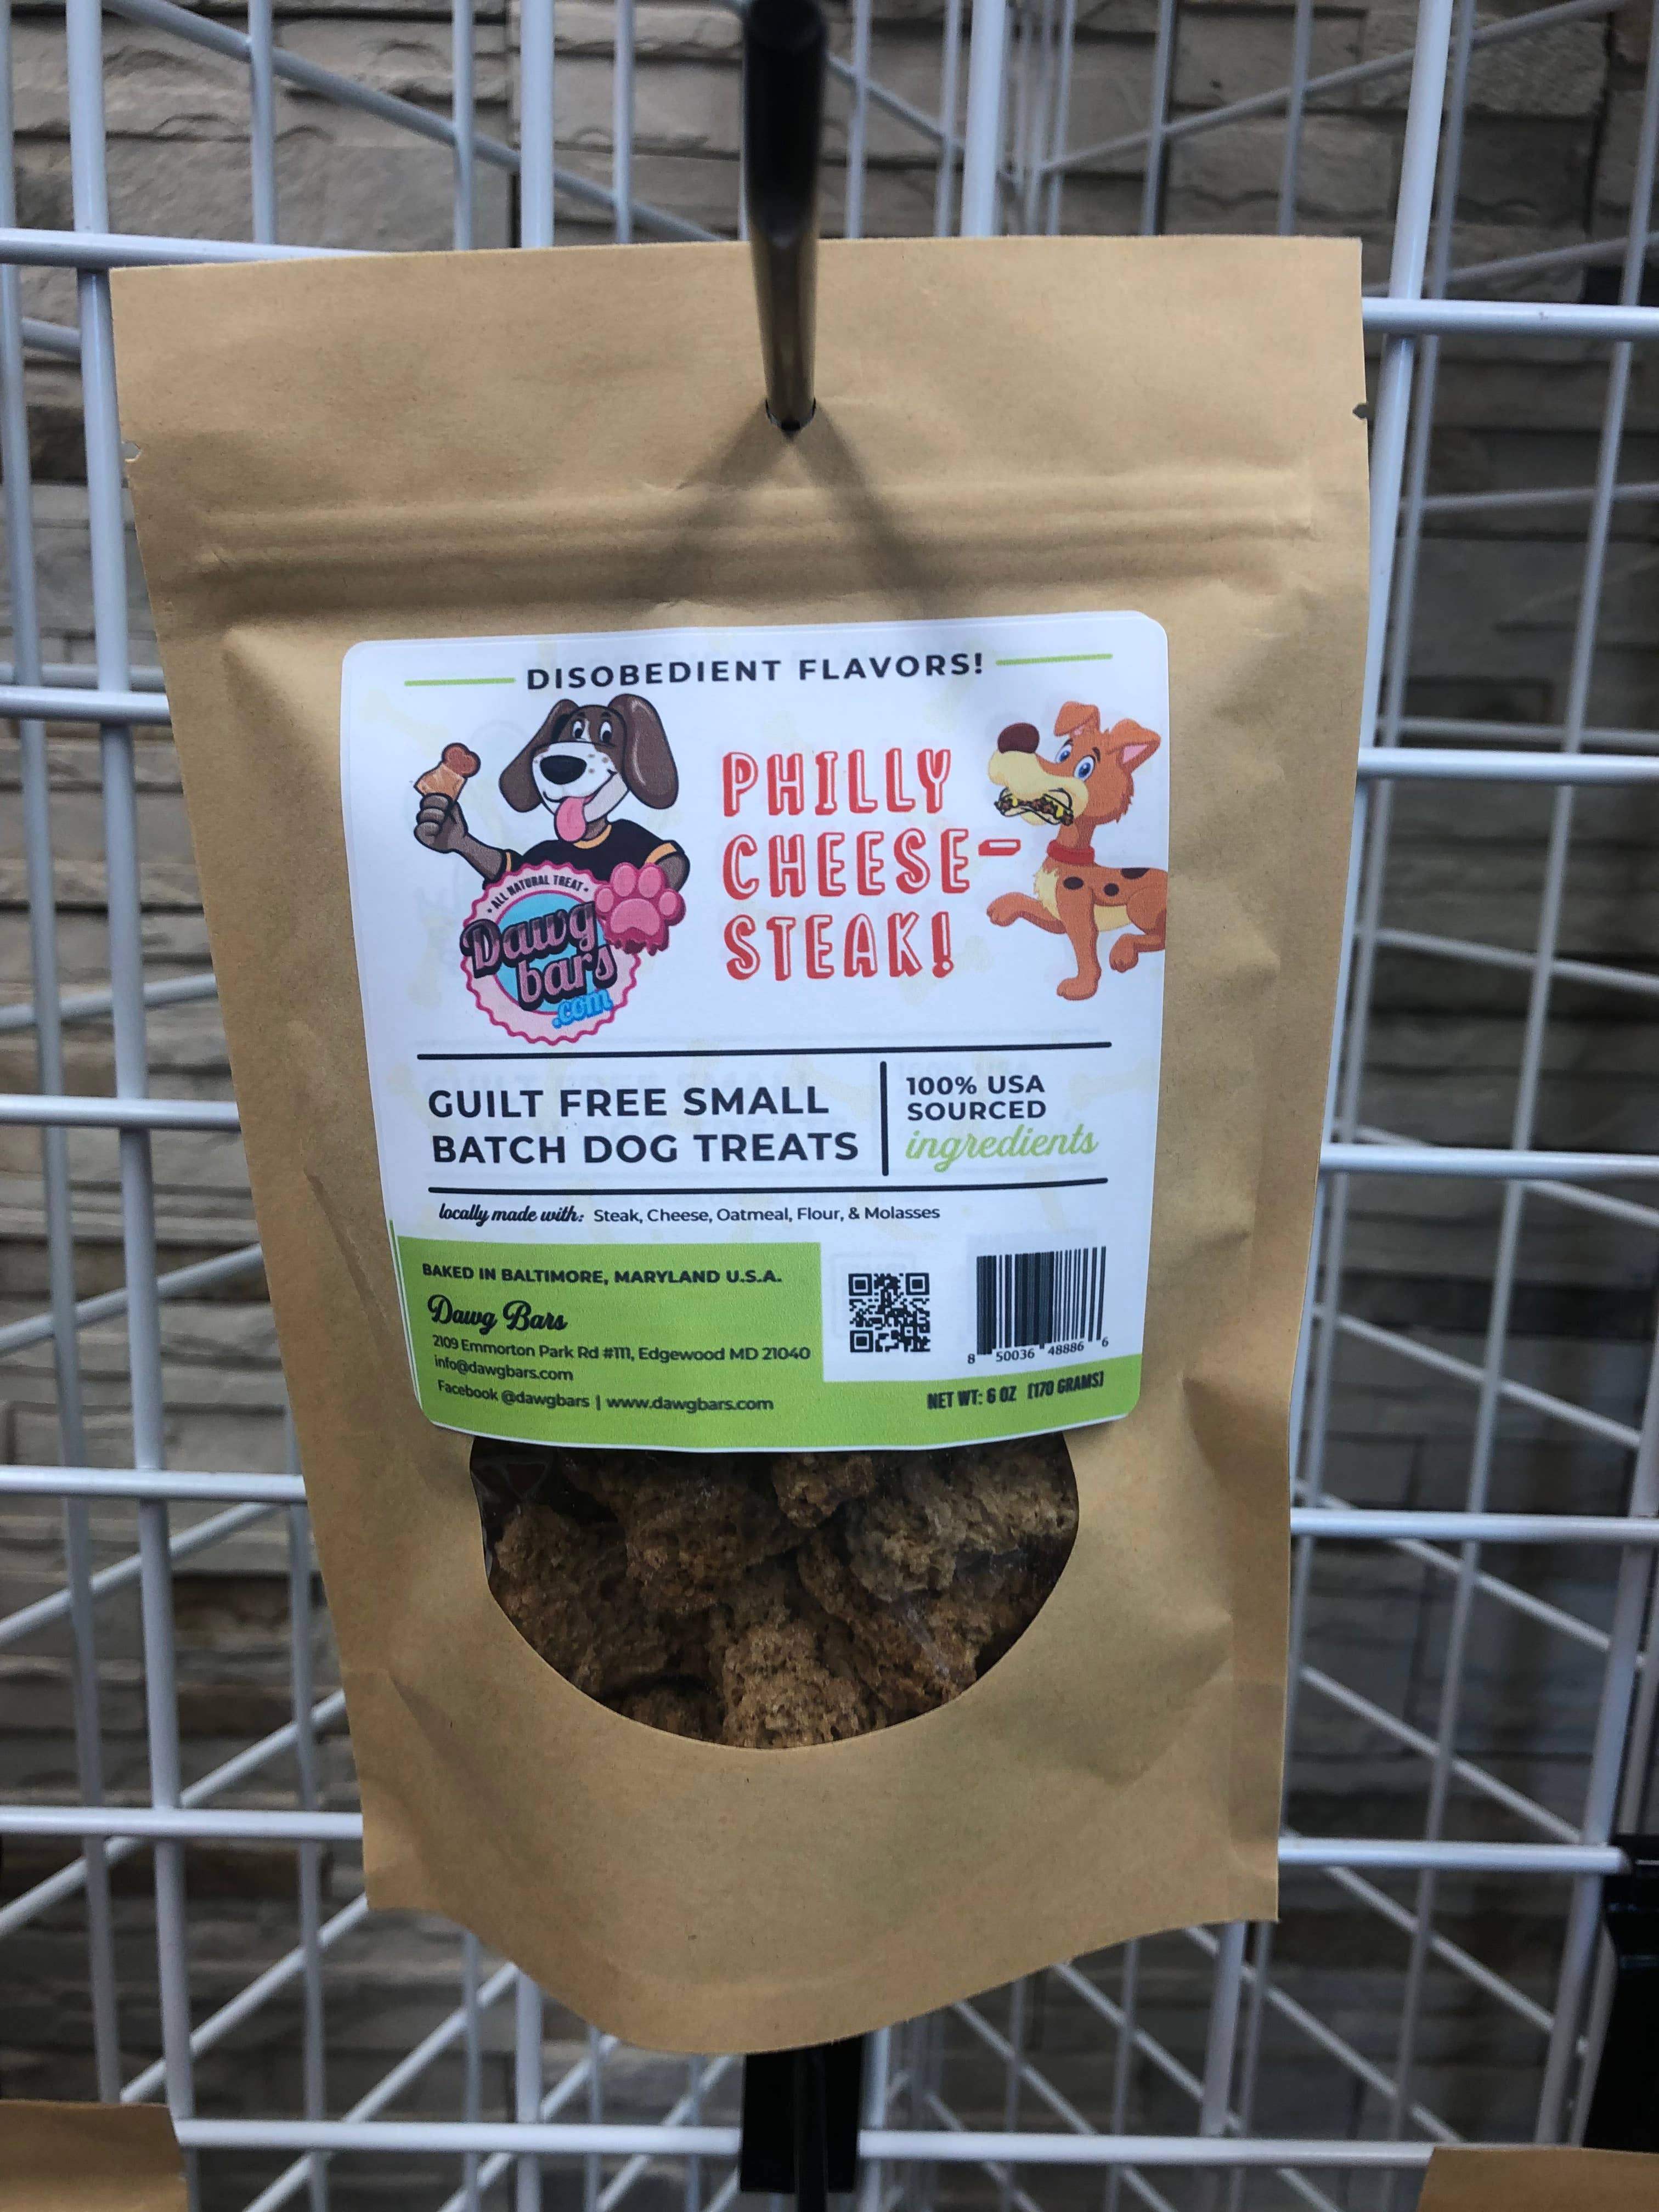 DISOBEDIENT FLAVORS!
ALL NATURAL TREAT
Dawg
bars
.com
PHILLY
CHEESE-
STEAK!
GUILT FREE SMALL
BATCH DOG TREATS
100% USA
SOURCED
ingredients
locally made with: Steak, Cheese, Oatmeal, Flour, & Molasses
BAKED IN BALTIMORE, MARYLAND U.S.A.
Dawg Bars
2109 Emmorton Park Rd #111, Edgewood MD 21040
info@dawgbars.com
Facebook @dawgbars | www.dawgbars.com
8 50036 48886 6
NET WT: 6 OZ [170 GRAMS]